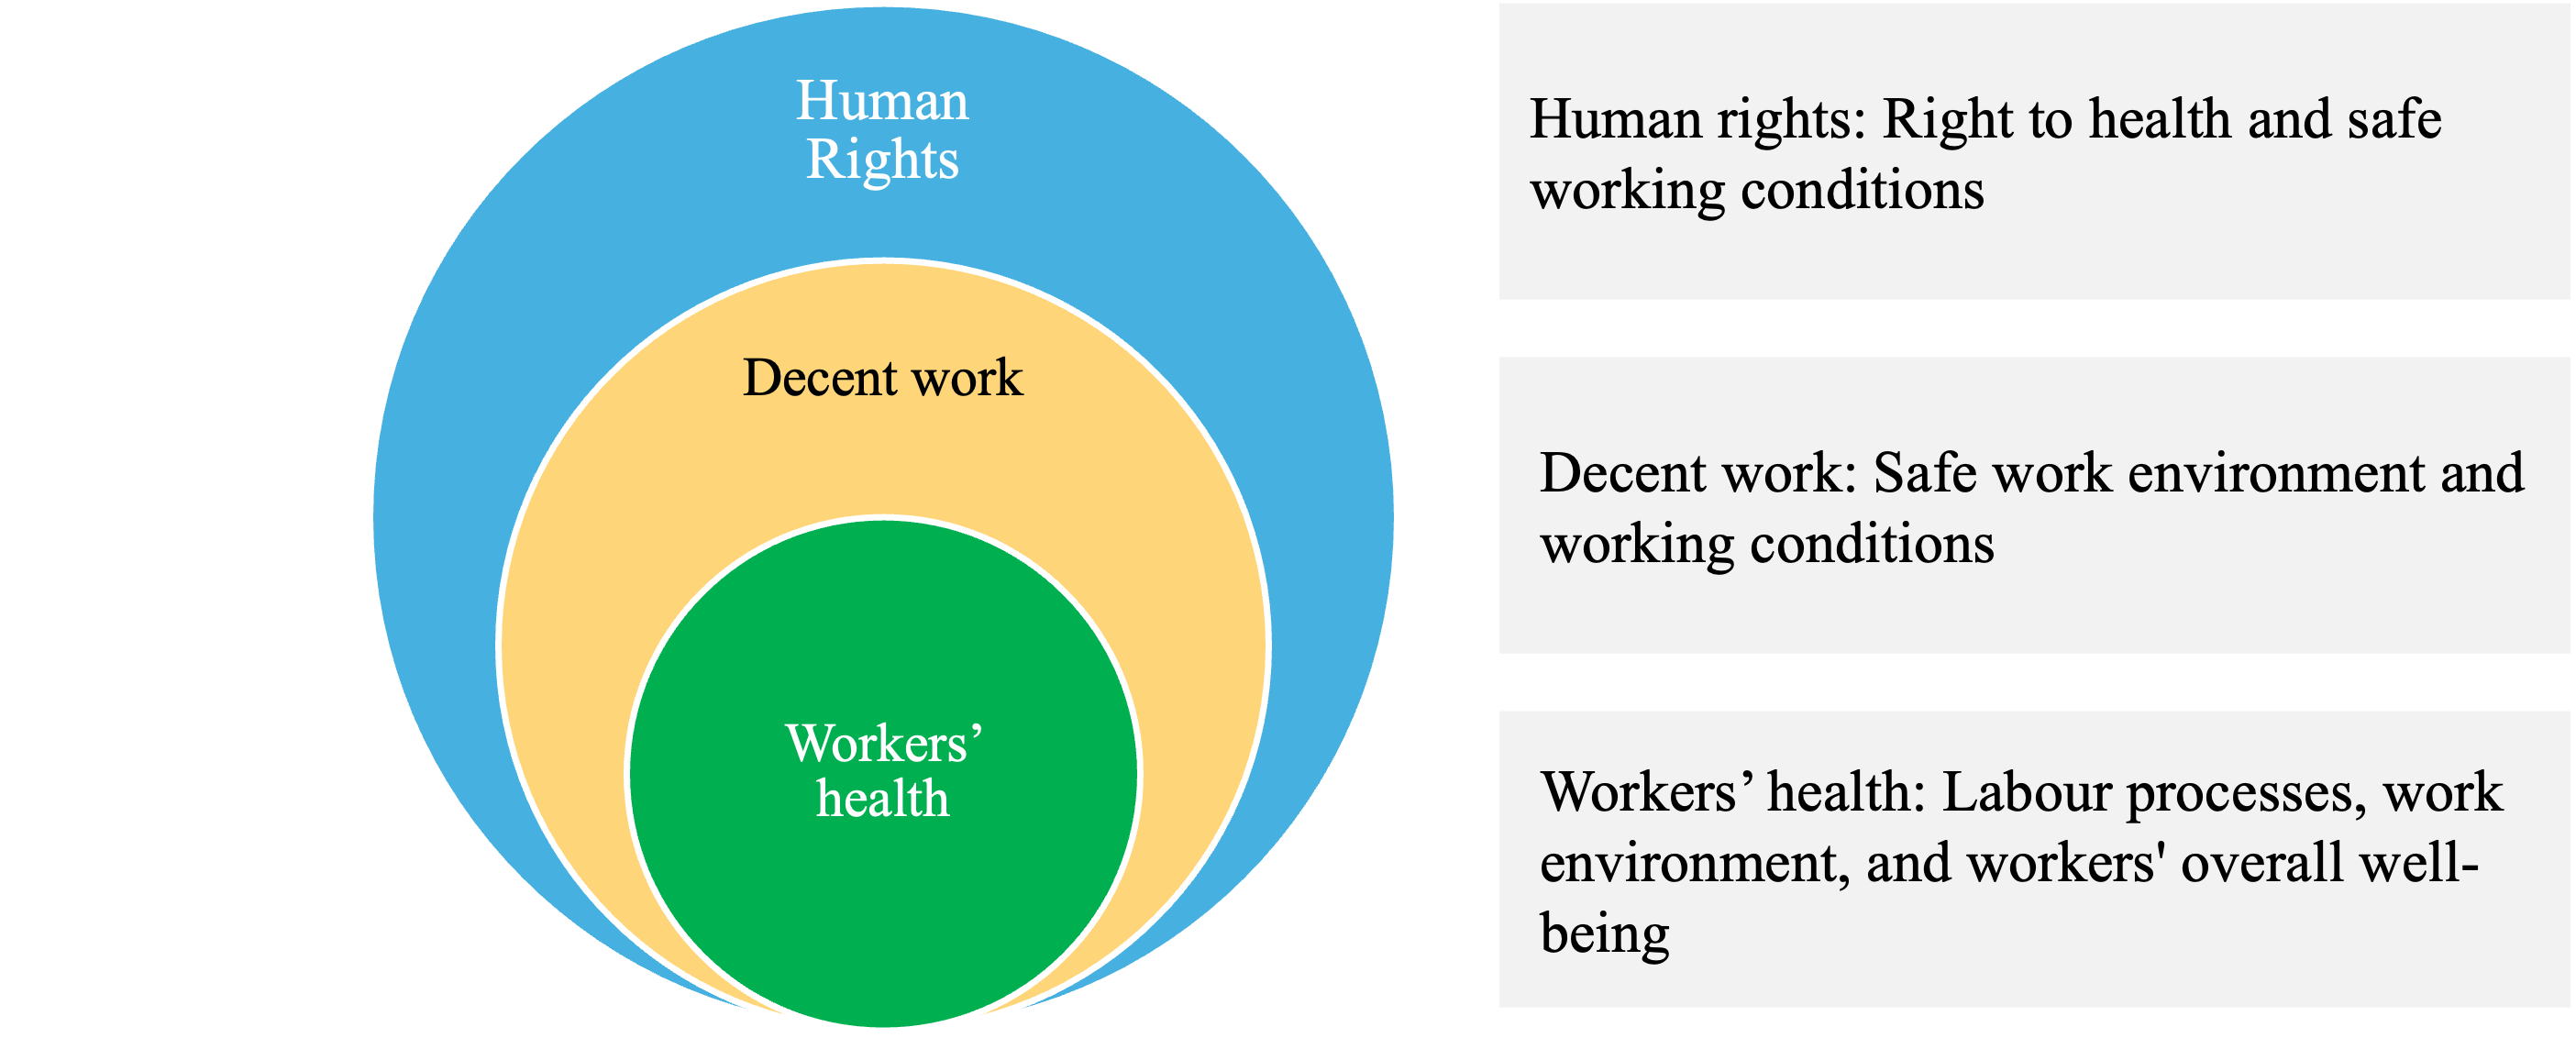 Human
Rights
Decent work
Workers’
health
Human rights: Right to health and safe
working conditions
Decent work: Safe work environment and
working conditions
Workers’ health: Labour processes, work
environment, and workers' overall well-
being